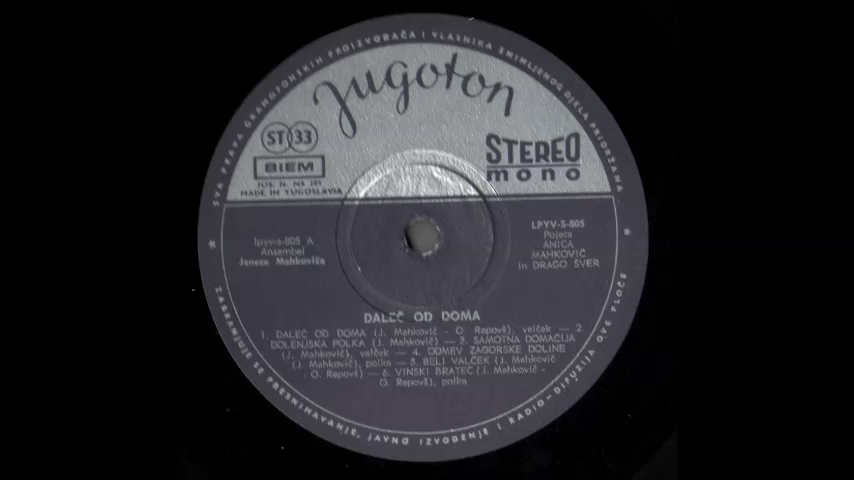 SVA PRAVA GRAMOFONSKIH PROIZVOĐAČA I VLASNIKA SNIMLJENOG DJELA PRIDRŽANA
Jugoton
ST 33
BIEM
JUS. N. N4 201
MADE IN YUGOSLAVIA
STEREO
mono
lpyv-s-805 A
Ansambel
Janeza Mahkoviča
LPYV-S-805
Pojeta
ANICA
MAHKOVIČ
in DRAGO ŠVER
DALEČ OD DOMA
1. DALEČ OD DOMA (J. Mahkovič - O. Repovš), valček — 2.
DOLENJSKA POLKA (J. Mahkovič) — 3. SAMOTNA DOMAČIJA
(J. Mahkovič), valček — 4. ODMEV ZAGORSKE DOLINE
(J. Mahkovič), polka — 5. BELI VALČEK (J. Mahkovič
- O. Repovš) — 6. VINSKI BRATEC (J. Mahkovič -
O. Repovš), polka
ZABRANJUJE SE PRESNIMAVANJE, JAVNO IZVOĐENJE I RADIO-DIFUZIJA OVE PLOČE